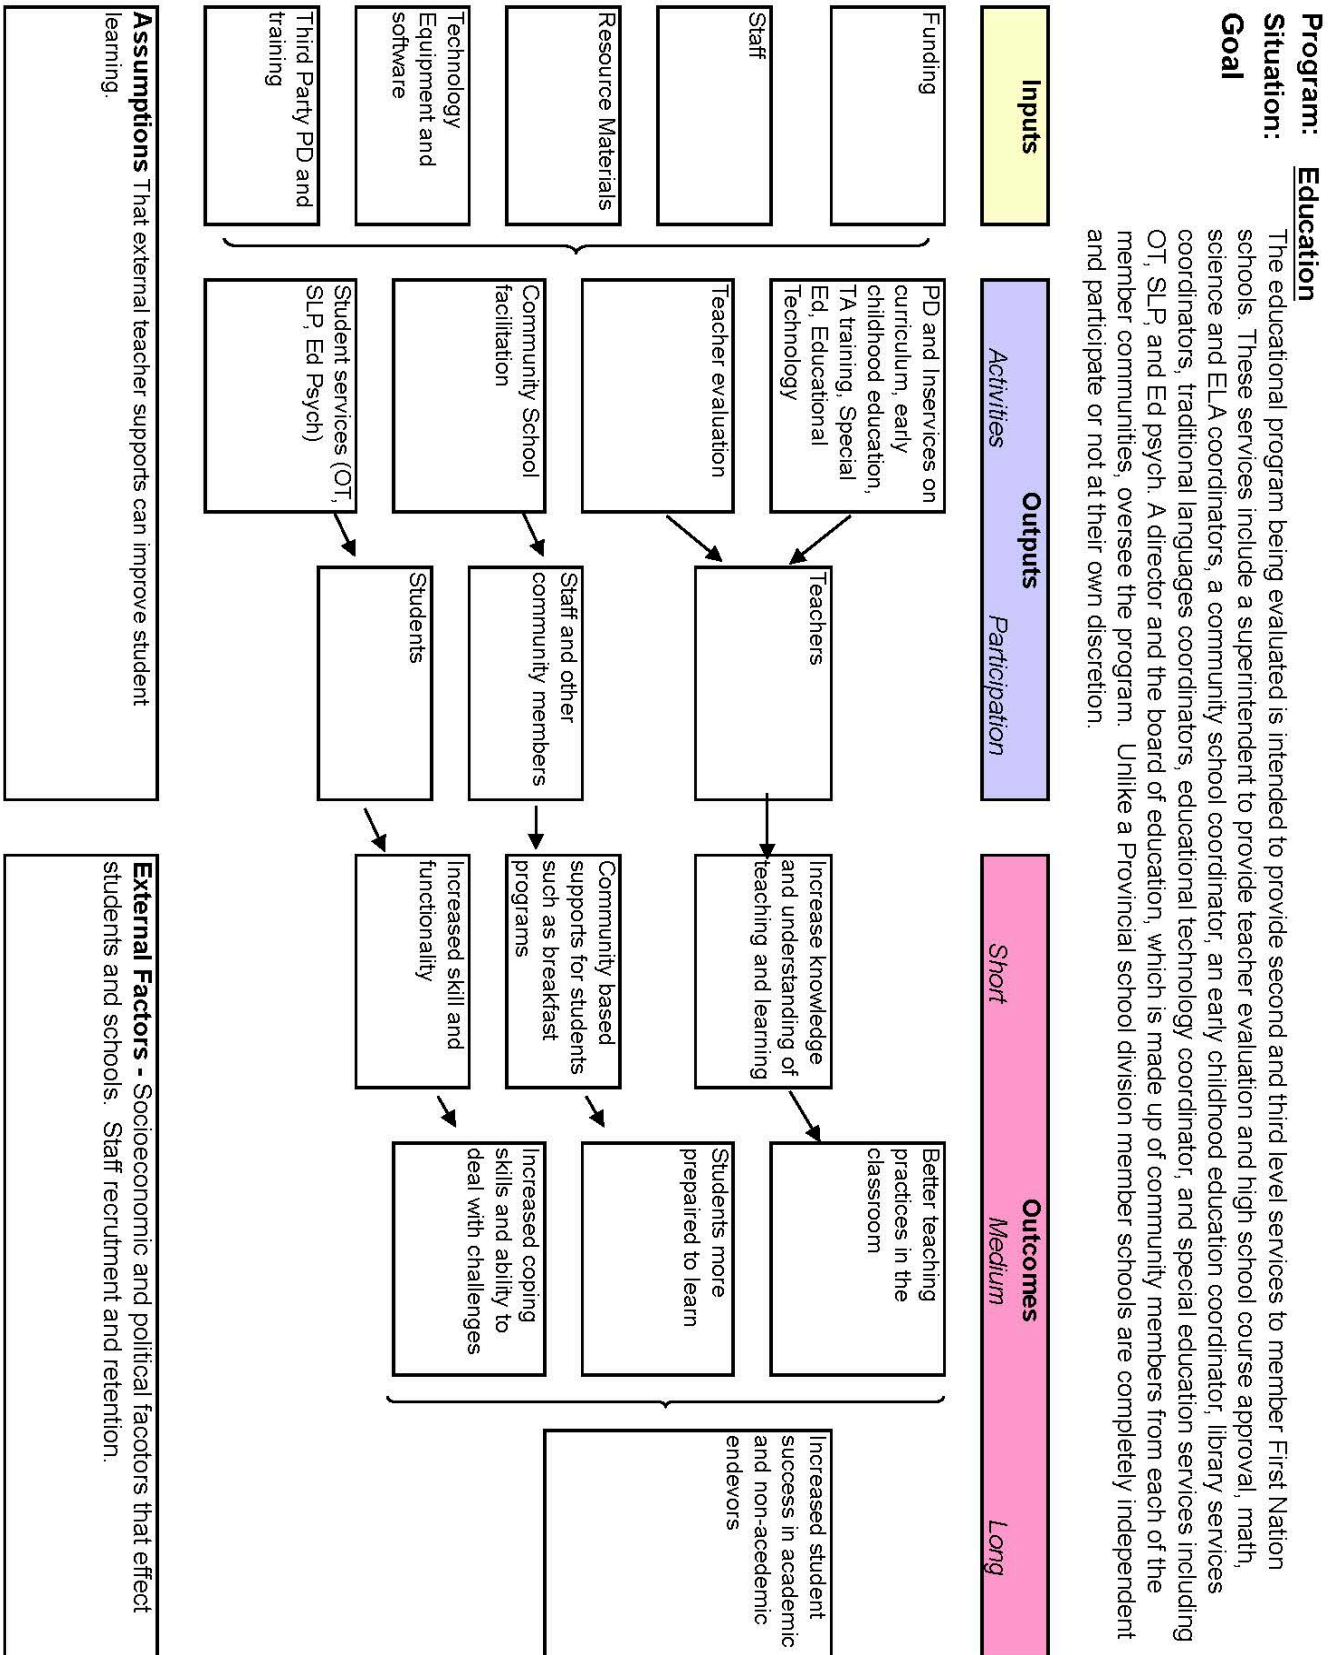 Program: Education
Situation: The educational program being evaluated is intended to provide second and third level services to member First Nation
Goal schools. These services include a superintendent to provide teacher evaluation and high school course approval, math,
science and ELA coordinators, a community school coordinator, an early childhood education coordinator, library services
coordinators, traditional languages coordinators, educational technology coordinator, and special education services including
OT, SLP, and Ed psych. A director and the board of education, which is made up of community members from each of the
member communities, oversee the program. Unlike a Provincial school division member schools are completely independent
and participate or not at their own discretion.
Inputs
Outputs
Outcomes
Activities
Participation
Short
Medium
Long
Funding
Staff
Resource Materials
Technology
Equipment and
software
Third Party PD and
training
PD and Inservices on
curriculum, early
childhood education,
TA training, Special
Ed, Educational
Technology
Teacher evaluation
Community School
facilitation
Student services (OT,
SLP, Ed Psych)
Teachers
Staff and other
community members
Students
Increase knowledge
and understanding of
teaching and learning
Community based
supports for students
such as breakfast
programs
Increased skill and
functionality
Better teaching
practices in the
classroom
Students more
prepaired to learn
Increased coping
skills and ability to
deal with challenges
Increased student
success in academic
and non-acedemic
endevors
Assumptions That external teacher supports can improve student
learning.
External Factors - Socioeconomic and political facotors that effect
students and schools. Staff recrutment and retention.